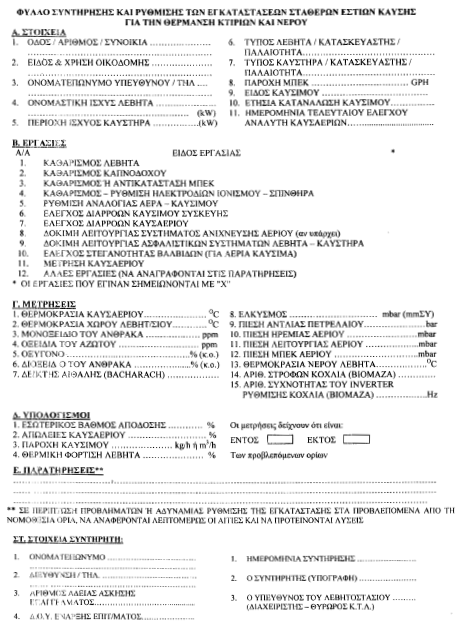 ΦΥΛΛΟ ΣΥΝΤΗΡΗΣΗΣ ΚΑΙ ΡΥΘΜΙΣΗΣ ΤΩΝ ΕΓΚΑΤΑΣΤΑΣΕΩΝ ΣΤΑΘΕΡΩΝ ΕΣΤΙΩΝ ΚΑΥΣΗΣ
ΓΙΑ ΤΗΝ ΘΕΡΜΑΝΣΗ ΚΤΙΡΙΩΝ ΚΑΙ ΝΕΡΟΥ
Α. ΣΤΟΙΧΕΙΑ
1. ΟΔΟΣ / ΑΡΙΘΜΟΣ / ΣΥΝΟΙΚΙΑ ............
2. ΕΙΔΟΣ & ΧΡΗΣΗ ΟΙΚΟΔΟΜΗΣ ............
3. ΟΝΟΜΑΤΕΠΩΝΥΜΟ ΥΠΕΥΘΥΝΟΥ / ΤΗΛ ....
4. ΟΝΟΜΑΣΤΙΚΗ ΙΣΧΥΣ ΛΕΒΗΤΑ ............
............ (kW)
5. ΠΕΡΙΟΧΗ ΙΣΧΥΟΣ ΚΑΥΣΤΗΡΑ ............(kW)
6. ΤΥΠΟΣ ΛΕΒΗΤΑ / ΚΑΤΑΣΚΕΥΑΣΤΗΣ /
ΠΑΛΑΙΟΤΗΤΑ............
7. ΤΥΠΟΣ ΚΑΥΣΤΗΡΑ / ΚΑΤΑΣΚΕΥΑΣΤΗΣ /
ΠΑΛΑΙΟΤΗΤΑ............
8. ΠΑΡΟΧΗ ΜΠΕΚ ............ GPH
9. ΕΙΔΟΣ ΚΑΥΣΙΜΟΥ ............
10. ΕΤΗΣΙΑ ΚΑΤΑΝΑΛΩΣΗ ΚΑΥΣΙΜΟΥ............
11. ΗΜΕΡΟΜΗΝΙΑ ΤΕΛΕΥΤΑΙΟΥ ΕΛΕΓΧΟΥ
ΑΝΑΛΥΤΗ ΚΑΥΣΑΕΡΙΩΝ............
Β. ΕΡΓΑΣΙΕΣ
Α/Α ΕΙΔΟΣ ΕΡΓΑΣΙΑΣ *
1. ΚΑΘΑΡΙΣΜΟΣ ΛΕΒΗΤΑ
2. ΚΑΘΑΡΙΣΜΟΣ ΚΑΠΝΟΔΟΧΟΥ
3. ΚΑΘΑΡΙΣΜΟΣ Ή ΑΝΤΙΚΑΤΑΣΤΑΣΗ ΜΠΕΚ
4. ΚΑΘΑΡΙΣΜΟΣ – ΡΥΘΜΙΣΗ ΗΛΕΚΤΡΟΔΙΩΝ ΙΟΝΙΣΜΟΥ – ΣΠΙΝΘΗΡΑ
5. ΡΥΘΜΙΣΗ ΑΝΑΛΟΓΙΑΣ ΑΕΡΑ – ΚΑΥΣΙΜΟΥ
6. ΕΛΕΓΧΟΣ ΔΙΑΡΡΟΩΝ ΚΑΥΣΙΜΟΥ ΣΥΣΚΕΥΗΣ
7. ΕΛΕΓΧΟΣ ΔΙΑΡΡΟΩΝ ΚΑΥΣΑΕΡΙΟΥ
8. ΔΟΚΙΜΗ ΛΕΙΤΟΥΡΓΙΑΣ ΣΥΣΤΗΜΑΤΟΣ ΑΝΙΧΝΕΥΣΗΣ ΑΕΡΙΟΥ (αν υπάρχει)
9. ΔΟΚΙΜΗ ΛΕΙΤΟΥΡΓΙΑΣ ΑΣΦΑΛΙΣΤΙΚΩΝ ΣΥΣΤΗΜΑΤΩΝ ΛΕΒΗΤΑ – ΚΑΥΣΤΗΡΑ
10. ΕΛΕΓΧΟΣ ΣΤΕΓΑΝΟΤΗΤΑΣ ΒΑΛΒΙΔΩΝ (ΓΙΑ ΑΕΡΙΑ ΚΑΥΣΙΜΑ)
11. ΜΕΤΡΗΣΗ ΚΑΥΣΑΕΡΙΟΥ
12. ΑΛΛΕΣ ΕΡΓΑΣΙΕΣ (ΝΑ ΑΝΑΓΡΑΦΟΝΤΑΙ ΣΤΙΣ ΠΑΡΑΤΗΡΗΣΕΙΣ)
* ΟΙ ΕΡΓΑΣΙΕΣ ΠΟΥ ΕΓΙΝΑΝ ΣΗΜΕΙΩΝΟΝΤΑΙ ΜΕ "Χ"
Γ. ΜΕΤΡΗΣΕΙΣ
1. ΘΕΡΜΟΚΡΑΣΙΑ ΚΑΥΣΑΕΡΙΟΥ............ °C
2. ΘΕΡΜΟΚΡΑΣΙΑ ΧΩΡΟΥ ΛΕΒΗΤ/ΣΙΟΥ............ °C
3. ΜΟΝΟΞΕΙΔΙΟ ΤΟΥ ΑΝΘΡΑΚΑ ............ ppm
4. ΟΞΕΙΔΙΑ ΤΟΥ ΑΖΩΤΟΥ ............ ppm
5. ΟΞΥΓΟΝΟ............% (κ.ο.)
6. ΔΙΟΞΕΙΔΙΟ ΤΟΥ ΑΝΘΡΑΚΑ ............% (κ.ο.)
7. ΔΕΙΚΤΗΣ ΑΙΘΑΛΗΣ (BACHARACH) ............
8. ΕΛΚΥΣΜΟΣ ............ mbar (mmΣΥ)
9. ΠΙΕΣΗ ΑΝΤΛΙΑΣ ΠΕΤΡΕΛΑΙΟΥ............ bar
10. ΠΙΕΣΗ ΗΡΕΜΙΑΣ ΑΕΡΙΟΥ ............ mbar
11. ΠΙΕΣΗ ΛΕΙΤΟΥΡΓΙΑΣ ΑΕΡΙΟΥ............ mbar
12. ΠΙΕΣΗ ΜΠΕΚ ΑΕΡΙΟΥ ............mbar
13. ΘΕΡΜΟΚΡΑΣΙΑ ΝΕΡΟΥ ΛΕΒΗΤΑ............°C
14. ΑΡΙΘ. ΣΤΡΟΦΩΝ ΚΟΧΛΙΑ (ΒΙΟΜΑΖΑ) ............
15. ΑΡΙΘ. ΣΥΧΝΟΤΗΤΑΣ ΤΟΥ INVERTER
ΡΥΘΜΙΣΗΣ ΚΟΧΛΙΑ (ΒΙΟΜΑΖΑ)............Hz
Δ. ΥΠΟΛΟΓΙΣΜΟΙ
1. ΕΣΩΤΕΡΙΚΟΣ ΒΑΘΜΟΣ ΑΠΟΔΟΣΗΣ ............ %
2. ΑΠΩΛΕΙΕΣ ΚΑΥΣΑΕΡΙΟΥ ............ %
3. ΠΑΡΟΧΗ ΚΑΥΣΙΜΟΥ ............ kg/h ή m³/h
4. ΘΕΡΜΙΚΗ ΦΟΡΤΙΣΗ ΛΕΒΗΤΑ ............ %
Οι μετρήσεις δείχνουν ότι είναι:
ΕΝΤΟΣ ΕΚΤΟΣ
Των προβλεπόμενων ορίων
Ε. ΠΑΡΑΤΗΡΗΣΕΙΣ**
** ΣΕ ΠΕΡΙΠΤΩΣΗ ΠΡΟΒΛΗΜΑΤΩΝ Ή ΑΔΥΝΑΜΙΑΣ ΡΥΘΜΙΣΗΣ ΤΗΣ ΕΓΚΑΤΑΣΤΑΣΗΣ ΣΤΑ ΠΡΟΒΛΕΠΟΜΕΝΑ ΑΠΟ ΤΗ
ΝΟΜΟΘΕΣΙΑ ΟΡΙΑ, ΝΑ ΑΝΑΦΕΡΟΝΤΑΙ ΛΕΠΤΟΜΕΡΩΣ ΟΙ ΑΙΤΙΕΣ ΚΑΙ ΝΑ ΠΡΟΤΕΙΝΟΝΤΑΙ ΛΥΣΕΙΣ
ΣΤ. ΣΤΟΙΧΕΙΑ ΣΥΝΤΗΡΗΤΗ:
1. ΟΝΟΜΑΤΕΠΩΝΥΜΟ ............
2. ΔΙΕΥΘΥΝΣΗ / ΤΗΛ. ............
3. ΑΡΙΘΜΟΣ ΑΔΕΙΑΣ ΑΣΚΗΣΗΣ
ΕΠΑΓΓΕΛΜΑΤΟΣ............
4. Δ.Ο.Υ. ΕΝΑΡΞΗΣ ΕΠΙΤ/ΜΑΤΟΣ............
1. ΗΜΕΡΟΜΗΝΙΑ ΣΥΝΤΗΡΗΣΗΣ ............
2. Ο ΣΥΝΤΗΡΗΤΗΣ (ΥΠΟΓΡΑΦΗ) ............
3. Ο ΥΠΕΥΘΥΝΟΣ ΤΟΥ ΛΕΒΗΤΟΣΤΑΣΙΟΥ
(ΔΙΑΧΕΙΡΙΣΤΗΣ – ΘΥΡΩΡΟΣ Κ.Τ.Λ.) ............